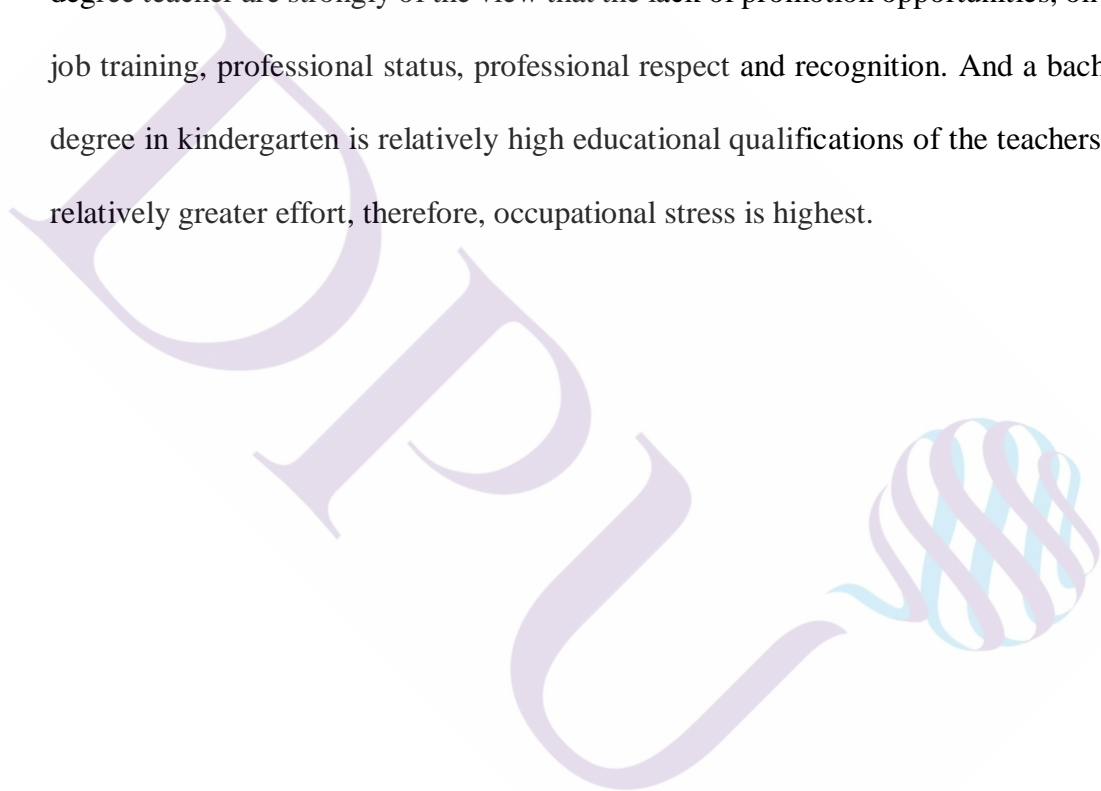 degree teacher are strongly of the view that the lack of promotion opportunities, on
job training, professional status, professional respect and recognition. And a bach
degree in kindergarten is relatively high educational qualifications of the teachers
relatively greater effort, therefore, occupational stress is highest.
DPU